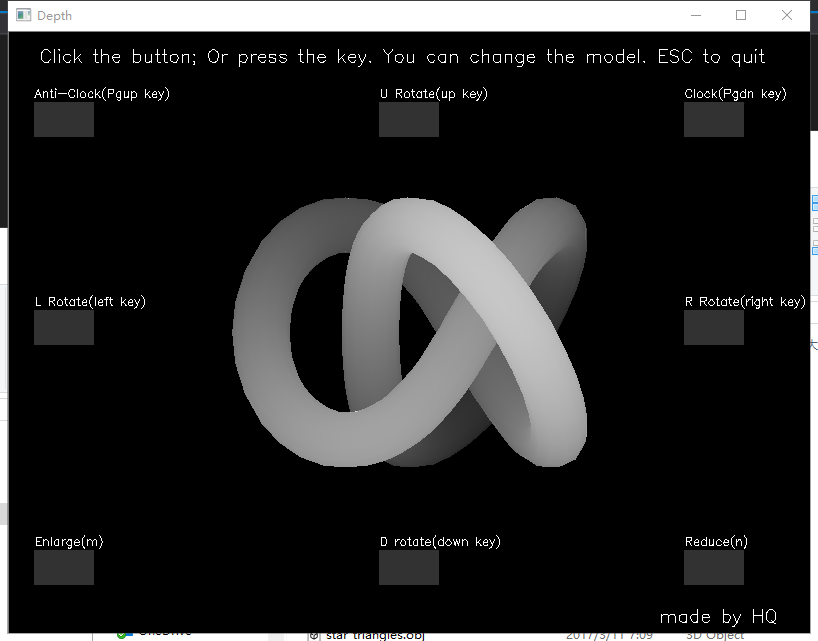 Depth
Click the button; Or press the key. You can change the model. ESC to quit
Anti-Clock(Pgup key)
U Rotate(up key)
Clock(Pgdn key)
L Rotate(left key)
R Rotate(right key)
Enlarge(m)
D rotate(down key)
Reduce(n)
made by HQ
OneDrive
star triangles.obj
2017/3/11 7:09
3D Object